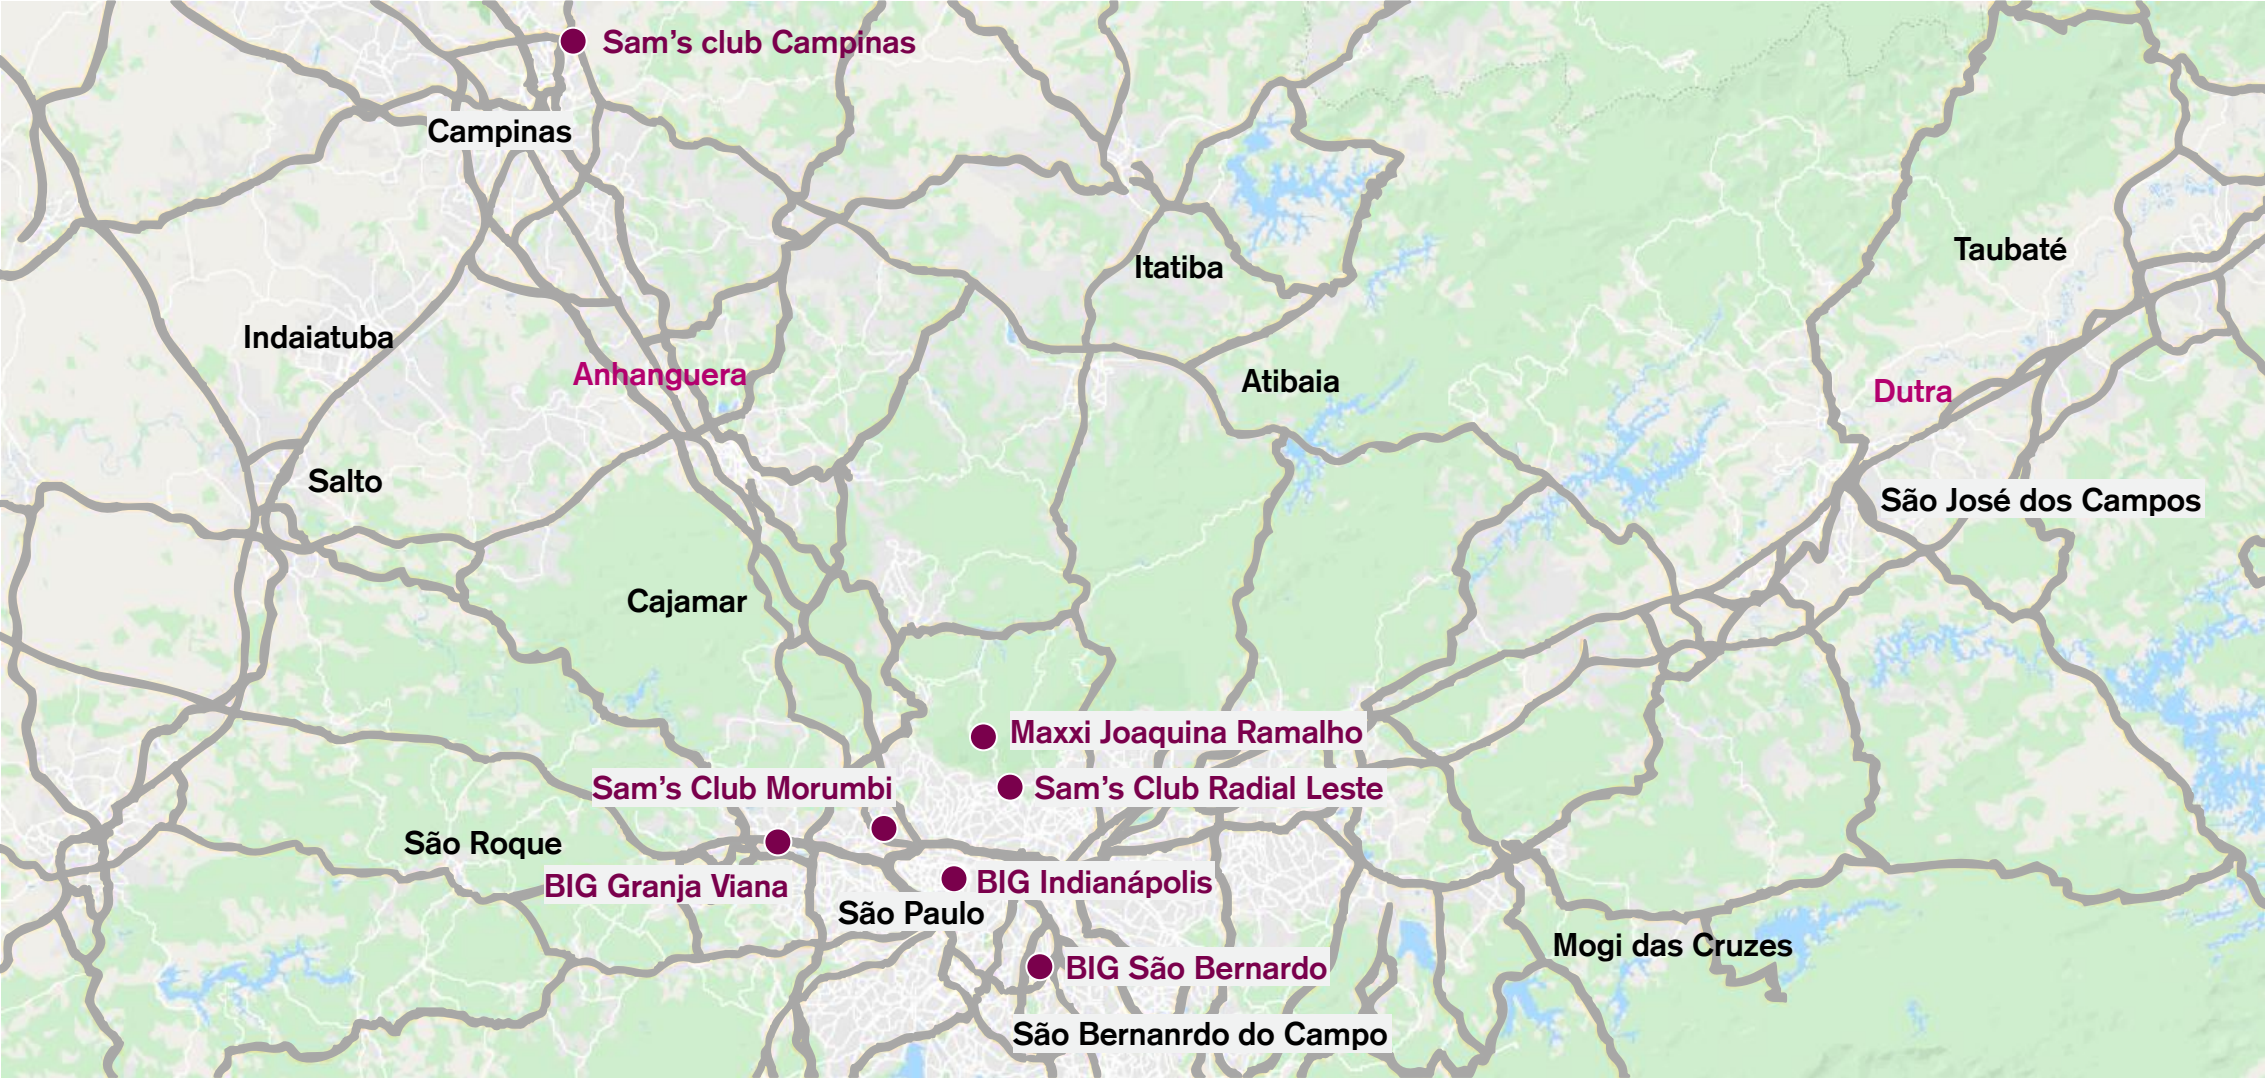 Sam’s club Campinas
Campinas
Itatiba
Taubaté
Indaiatuba
Anhanguera
Atibaia
Dutra
Salto
São José dos Campos
Cajamar
Maxxi Joaquina Ramalho
Sam’s Club Morumbi
Sam’s Club Radial Leste
São Roque
BIG Granja Viana
BIG Indianápolis
São Paulo
Mogi das Cruzes
BIG São Bernardo
São Bernanrdo do Campo